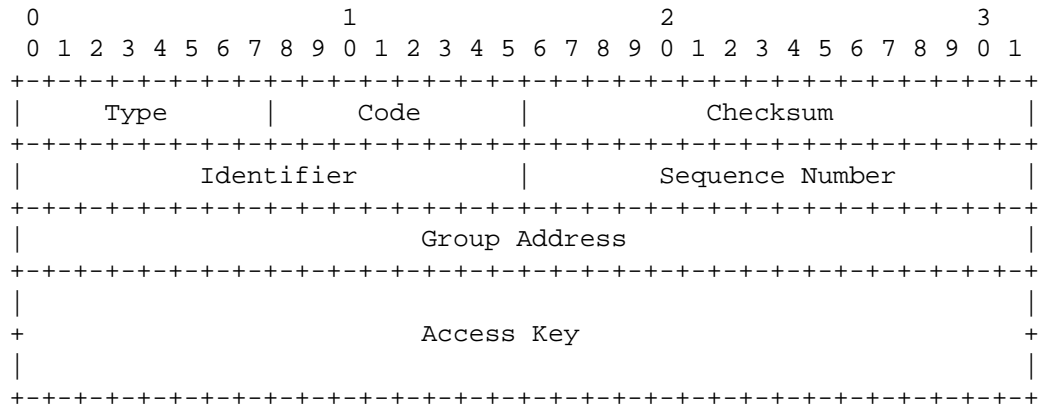 0                   1                   2                   3
 0 1 2 3 4 5 6 7 8 9 0 1 2 3 4 5 6 7 8 9 0 1 2 3 4 5 6 7 8 9 0 1
+-+-+-+-+-+-+-+-+-+-+-+-+-+-+-+-+-+-+-+-+-+-+-+-+-+-+-+-+-+-+-+-+
|     Type      |     Code      |           Checksum            |
+-+-+-+-+-+-+-+-+-+-+-+-+-+-+-+-+-+-+-+-+-+-+-+-+-+-+-+-+-+-+-+-+
|           Identifier          |        Sequence Number        |
+-+-+-+-+-+-+-+-+-+-+-+-+-+-+-+-+-+-+-+-+-+-+-+-+-+-+-+-+-+-+-+-+
|                         Group Address                         |
+-+-+-+-+-+-+-+-+-+-+-+-+-+-+-+-+-+-+-+-+-+-+-+-+-+-+-+-+-+-+-+-+
|                                                               |
+                         Access Key                            +
|                                                               |
+-+-+-+-+-+-+-+-+-+-+-+-+-+-+-+-+-+-+-+-+-+-+-+-+-+-+-+-+-+-+-+-+